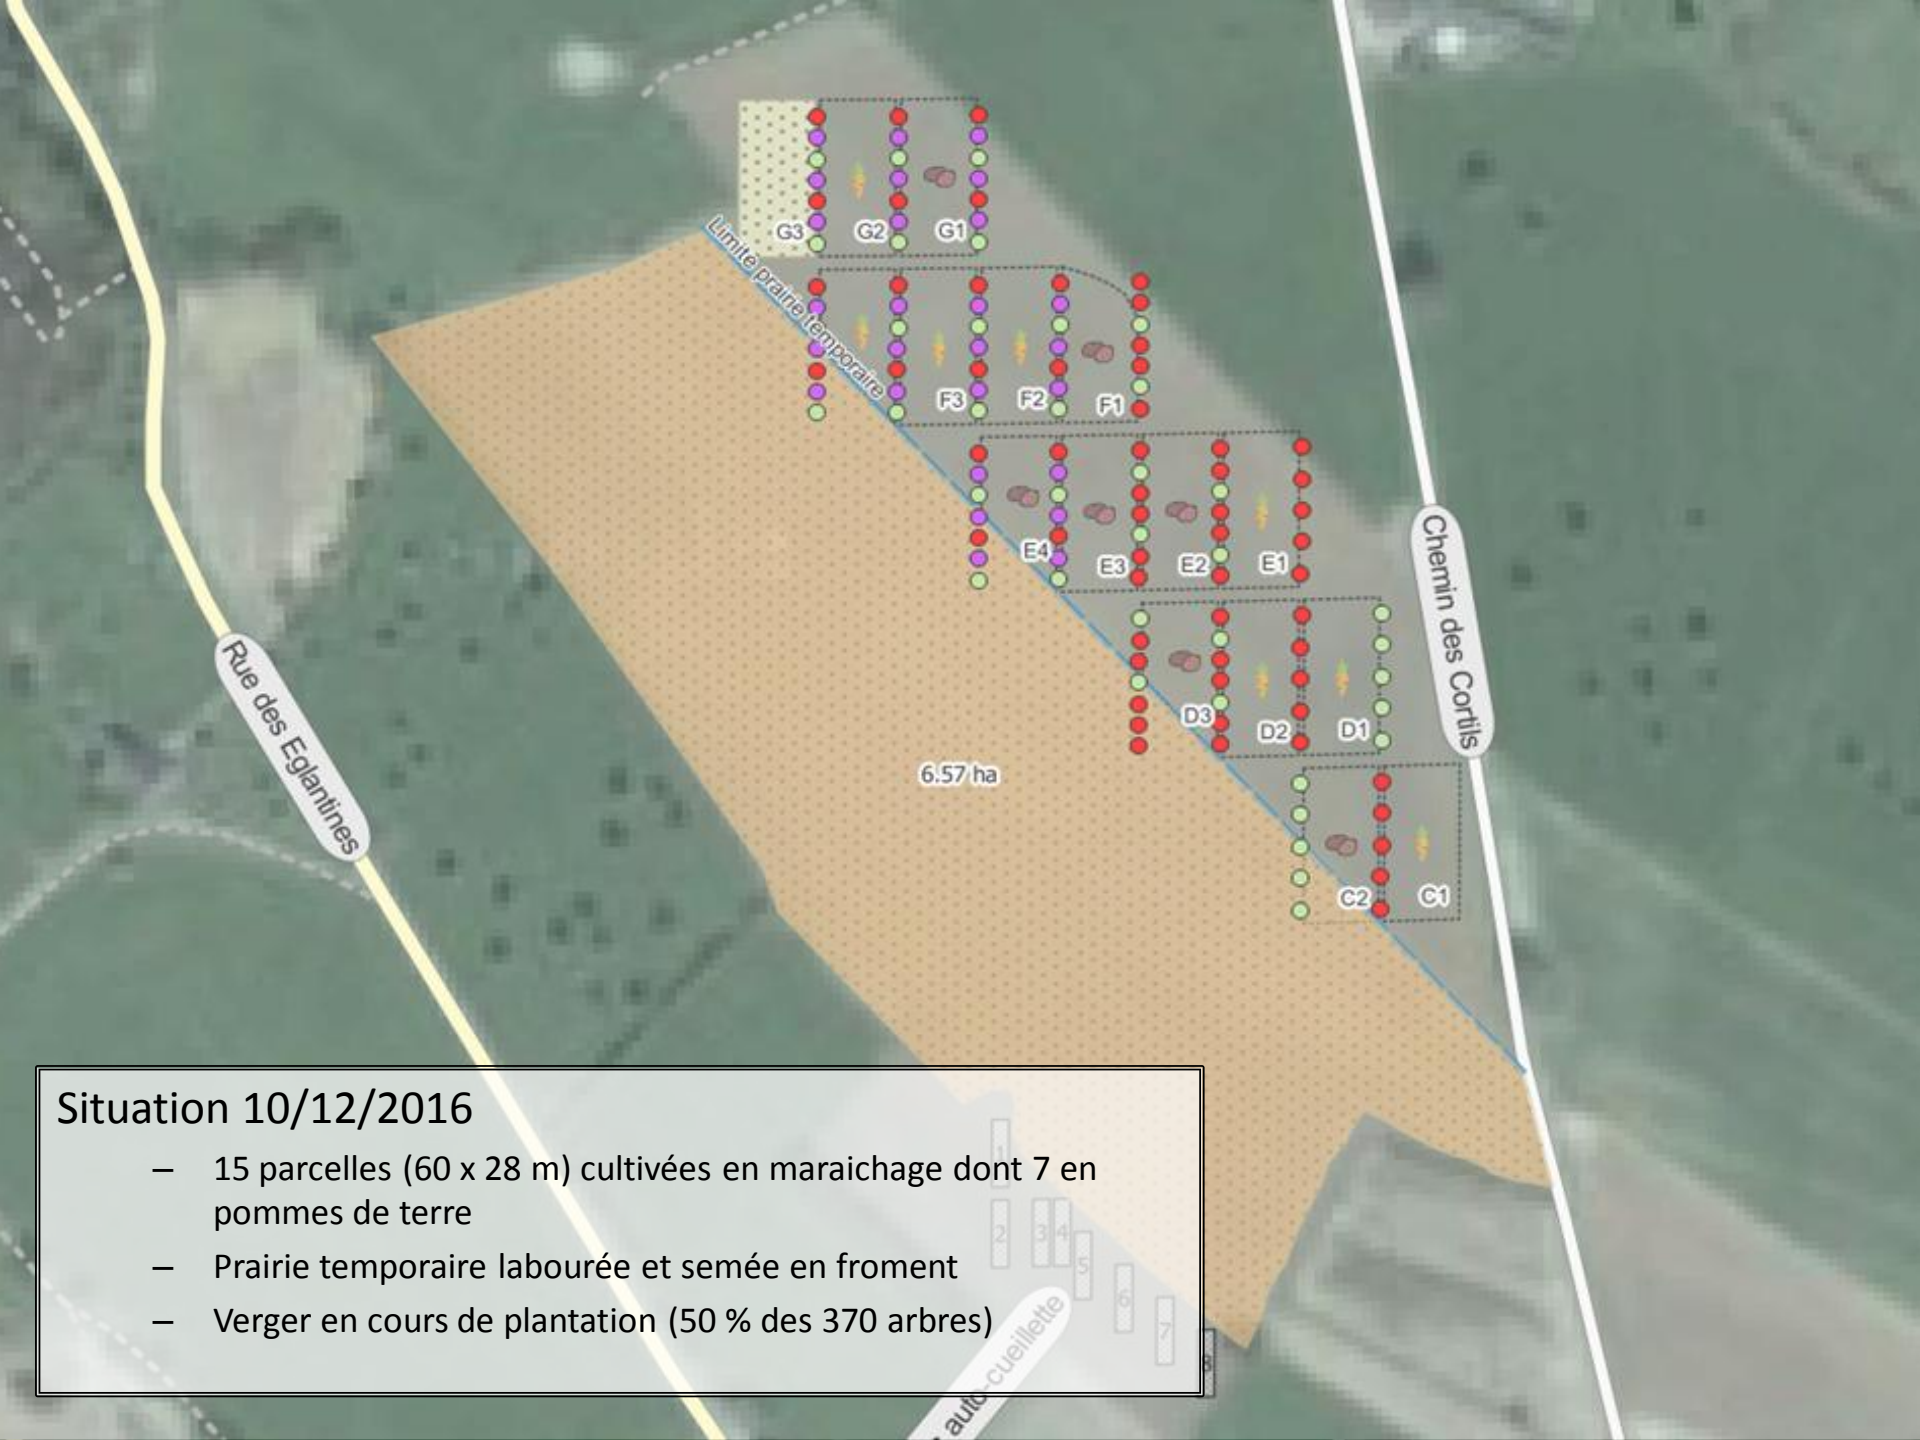 G3
G2
G1
Limite prairie temporaire
F3
F2
F1
E4
E3
E2
E1
Chemin des Cortils
Rue des Eglantines
D3
D2
D1
6.57 ha
C2
C1
Situation 10/12/2016
– 15 parcelles (60 x 28 m) cultivées en maraichage dont 7 en
pommes de terre
– Prairie temporaire labourée et semée en froment
– Verger en cours de plantation (50 % des 370 arbres)
1
2
3
4
5
6
7
8
auto-cueillette